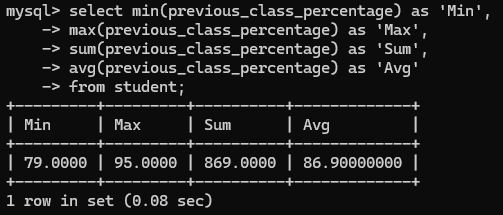 mysql> select min(previous_class_percentage) as 'Min',
    -> max(previous_class_percentage) as 'Max',
    -> sum(previous_class_percentage) as 'Sum',
    -> avg(previous_class_percentage) as 'Avg'
    -> from student;
+---------+---------+----------+-------------+
| Min     | Max     | Sum      | Avg         |
+---------+---------+----------+-------------+
| 79.0000 | 95.0000 | 869.0000 | 86.90000000 |
+---------+---------+----------+-------------+
1 row in set (0.08 sec)